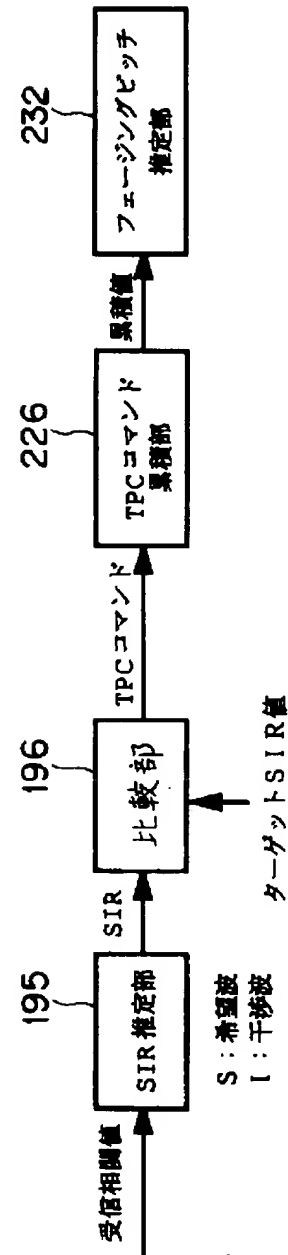 受信相関値
195
SIR推定部
S：希望波
I：干渉波
SIR
196
比較部
ターゲットSIR値
TPCコマンド
226
TPCコマンド
累積部
累積値
232
フェージングピッチ
推定部